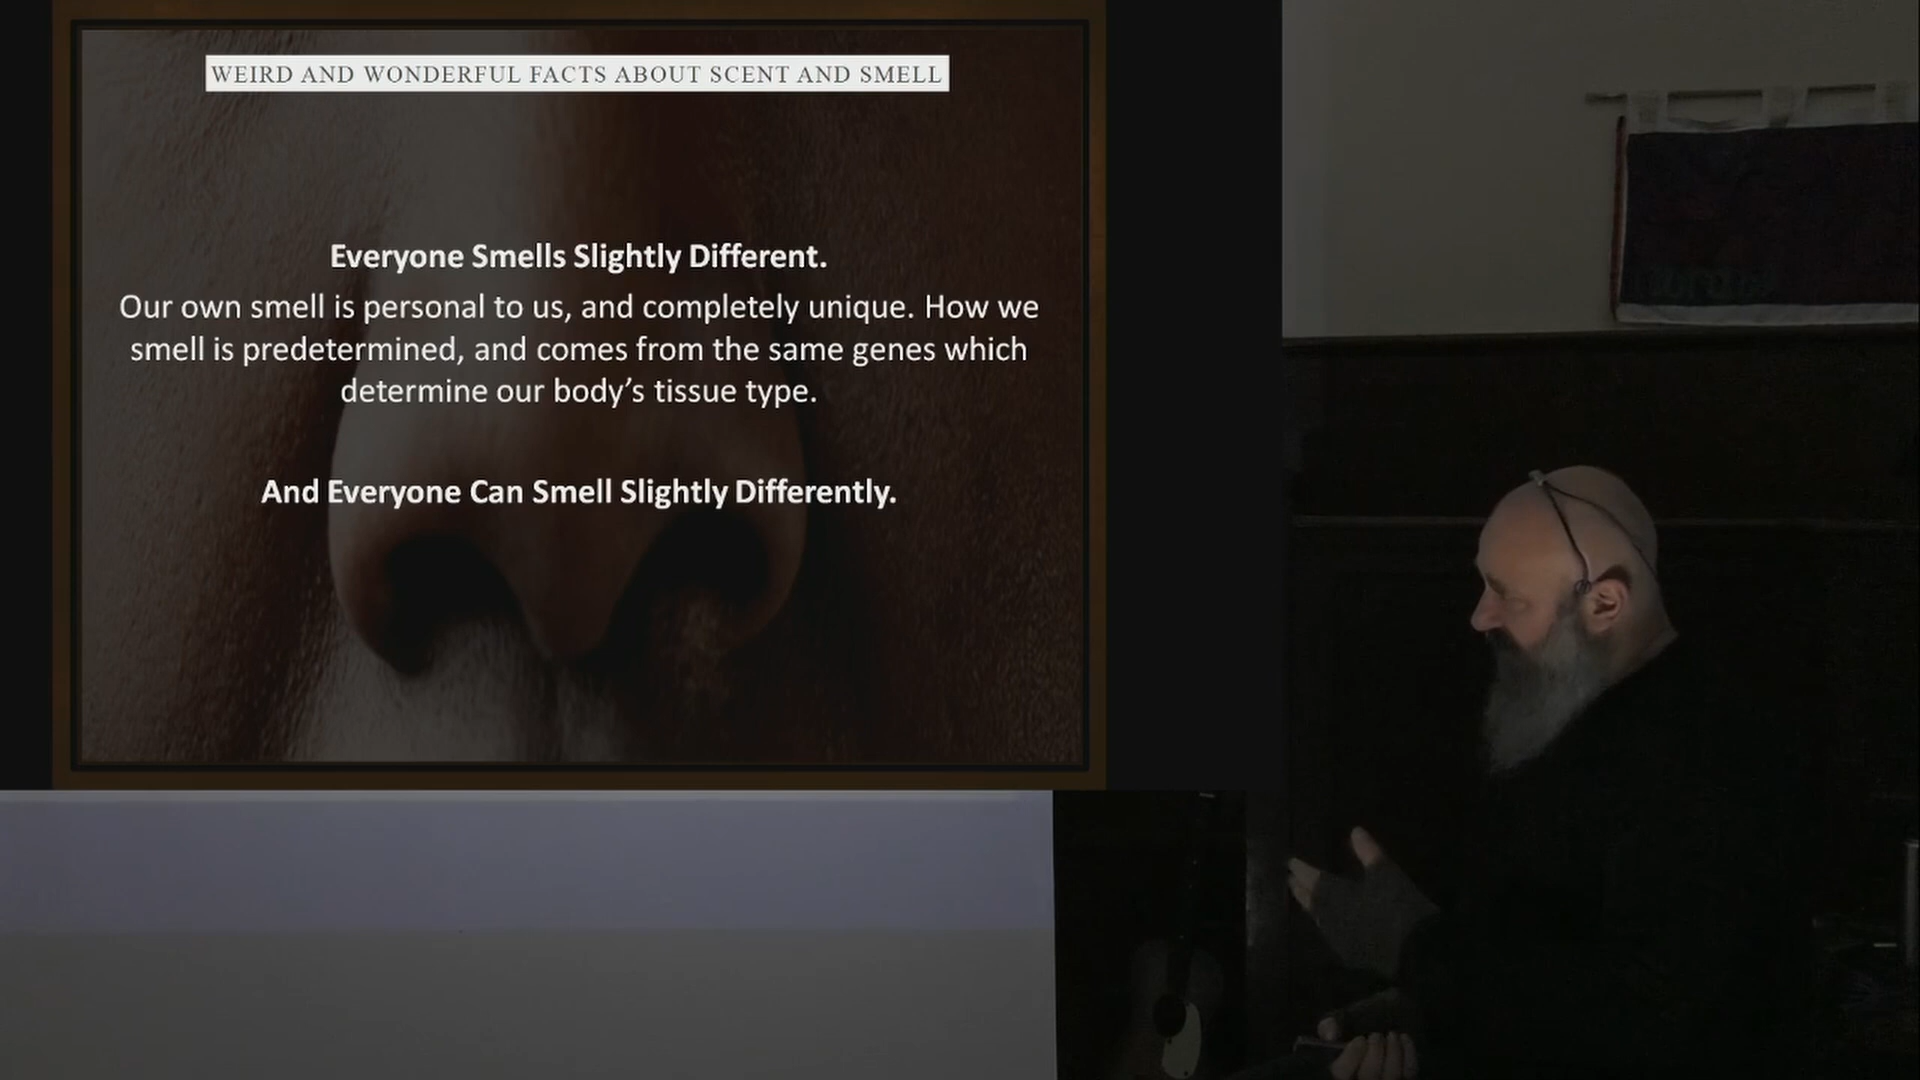 WEIRD AND WONDERFUL FACTS ABOUT SCENT AND SMELL
Everyone Smells Slightly Different.
Our own smell is personal to us, and completely unique. How we
smell is predetermined, and comes from the same genes which
determine our body’s tissue type.
And Everyone Can Smell Slightly Differently.